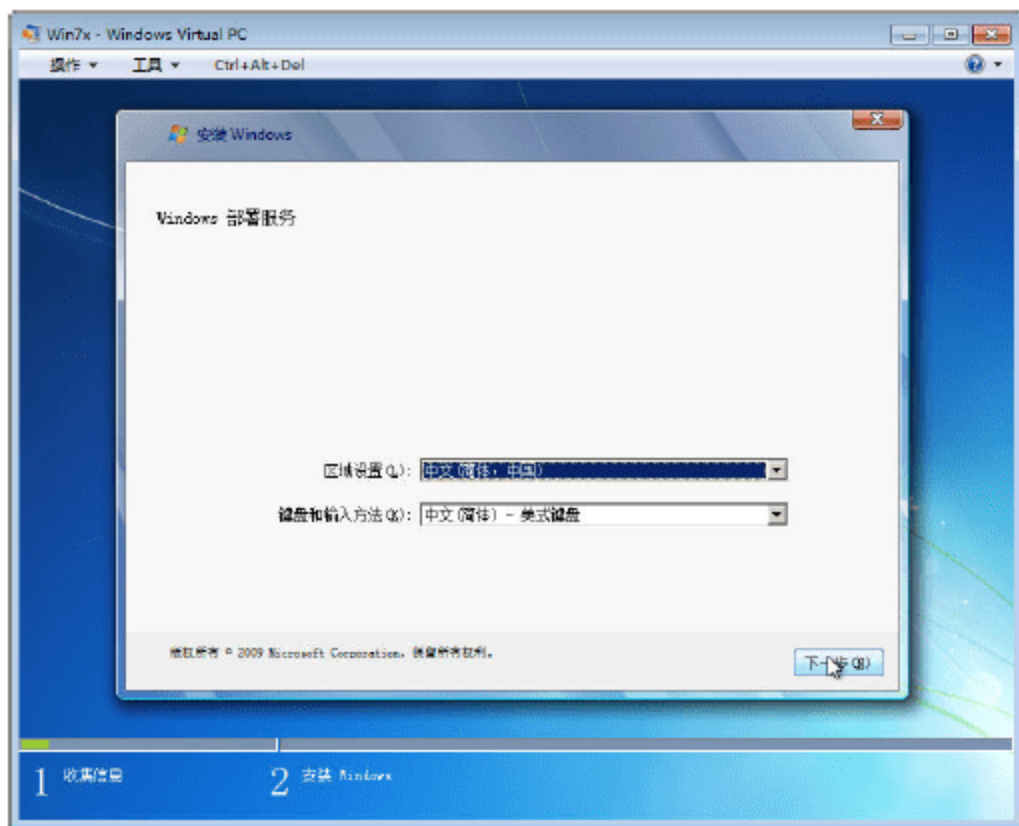 Win7x - Windows Virtual PC
操作 工具 Ctrl+Alt+Del
安装 Windows
Windows 部署服务
区域设置(L): 中文(简体，中国)
键盘和输入方法(K): 中文(简体) - 美式键盘
版权所有 © 2009 Microsoft Corporation。保留所有权利。
下一步(N)
1 收集信息 2 安装 Windows